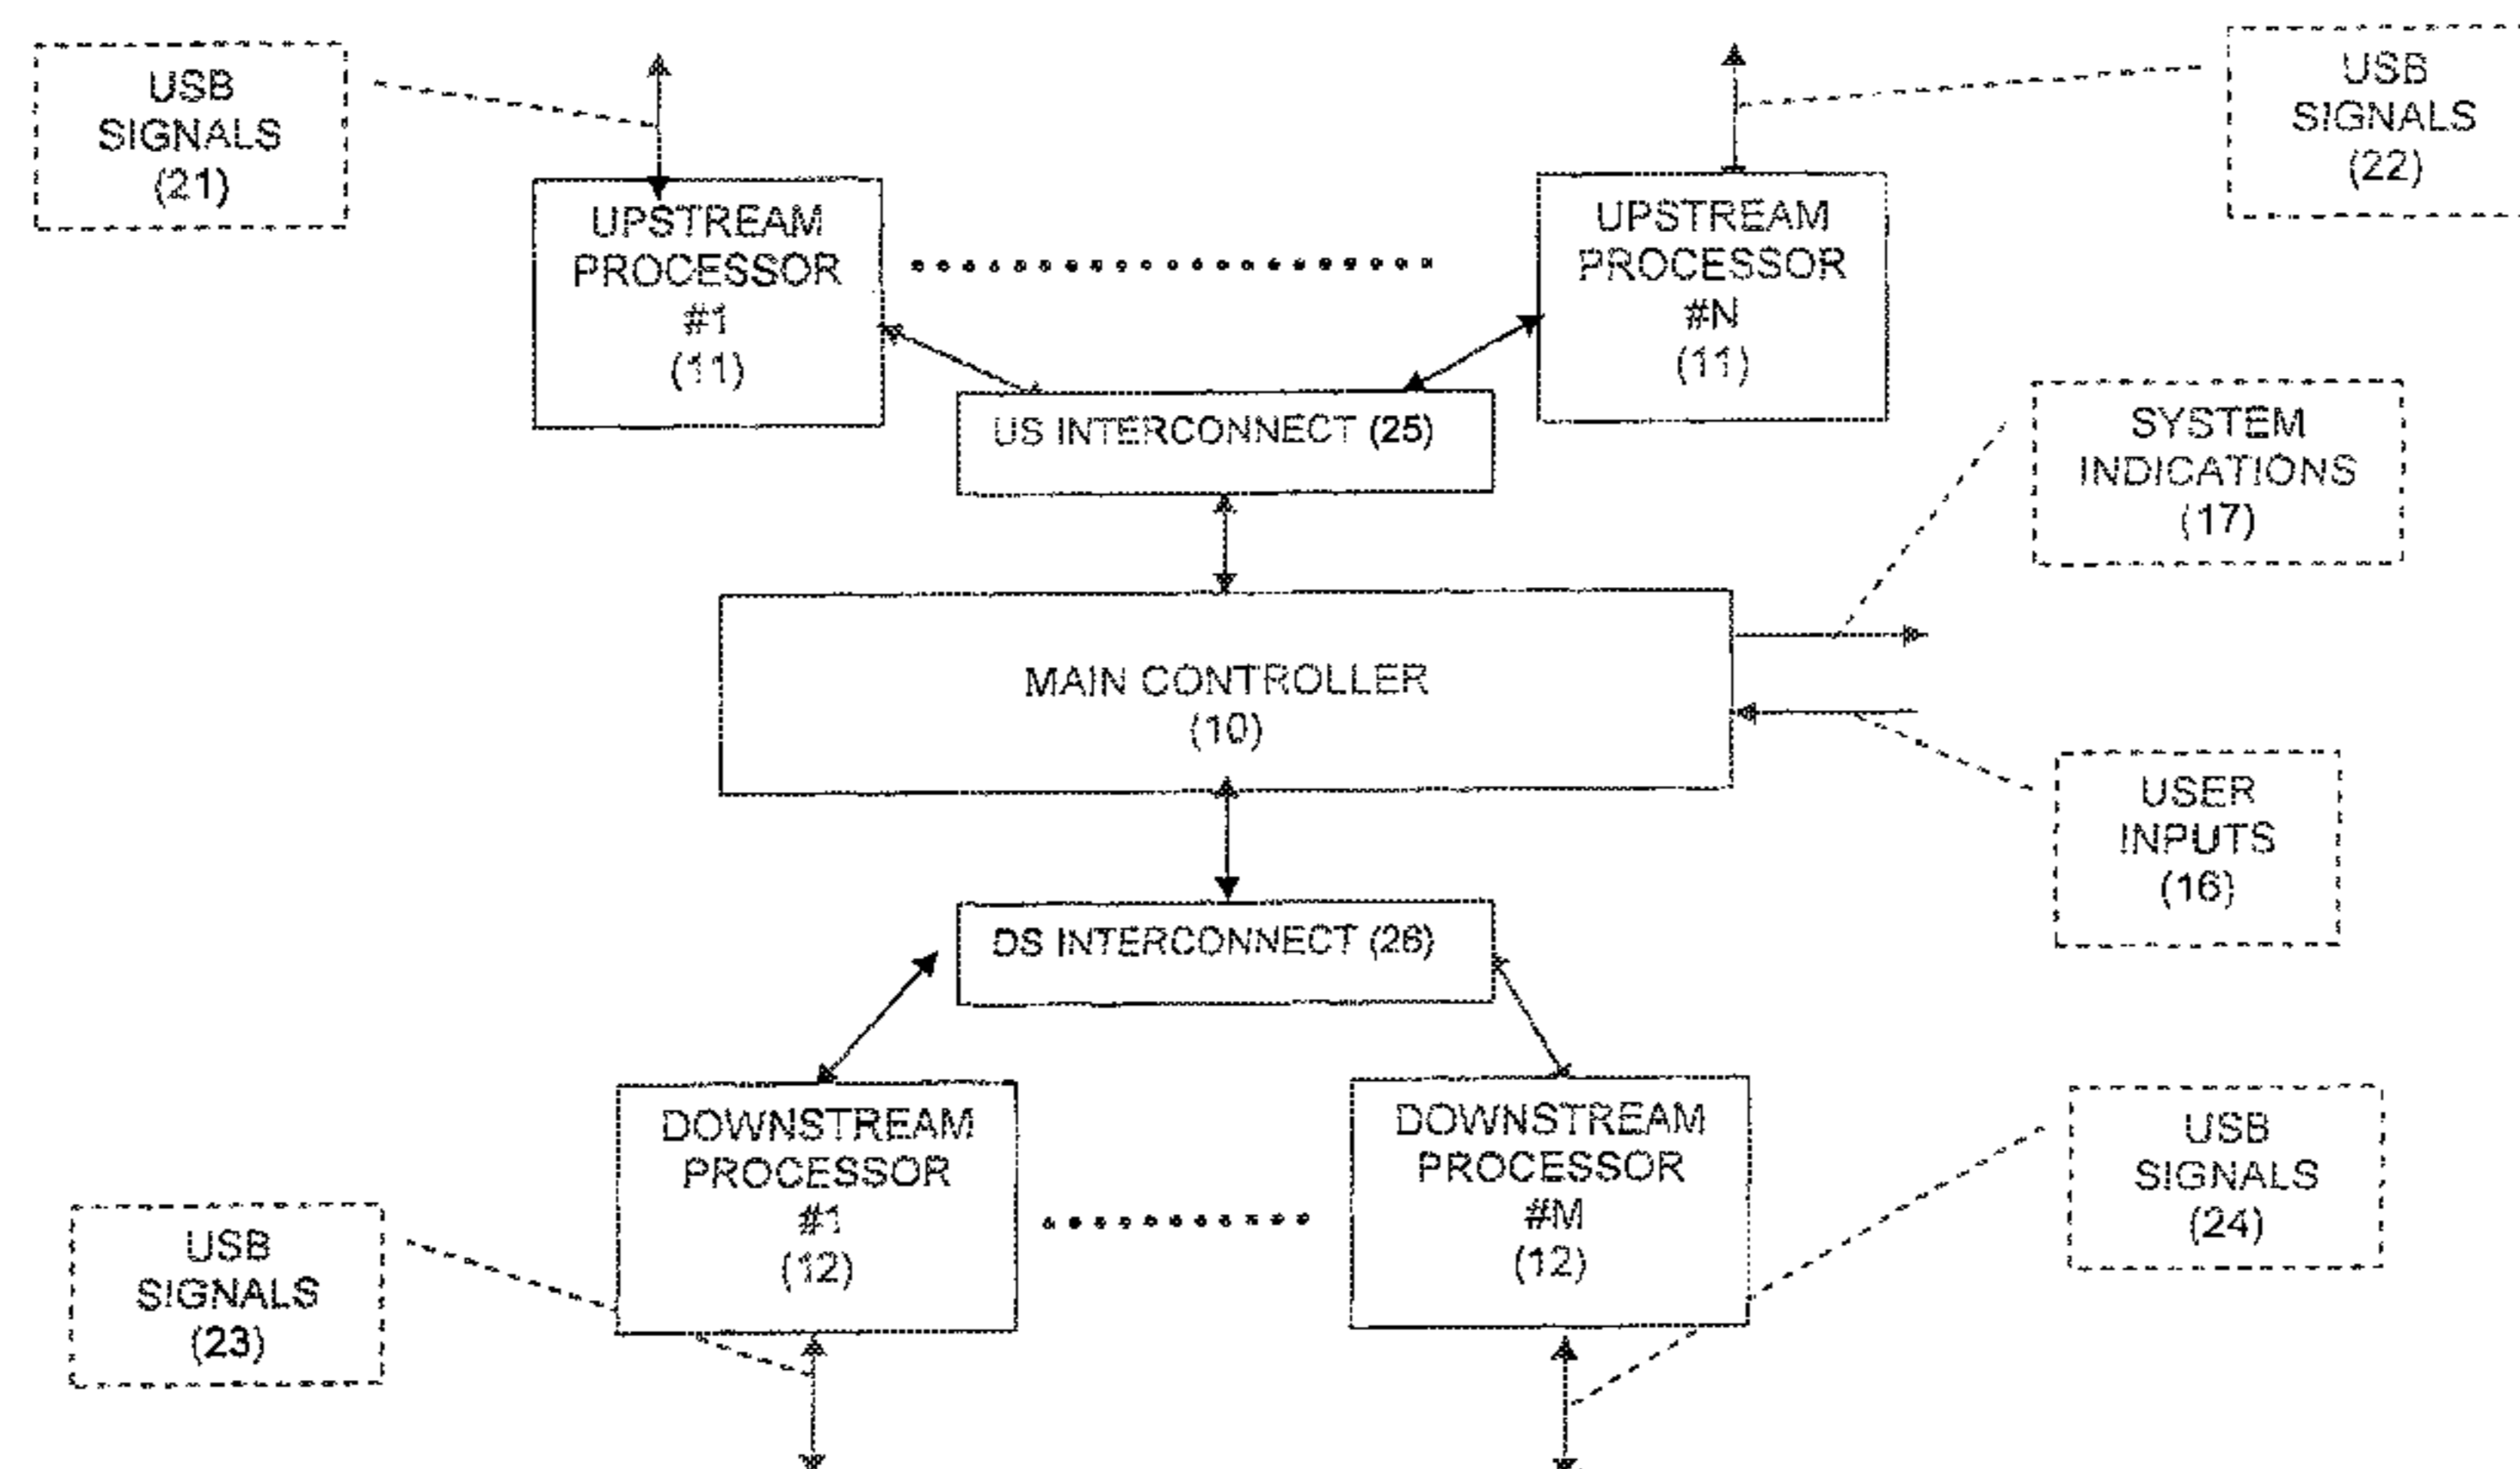 USB
SIGNALS
(21)
USB
SIGNALS
(22)
UPSTREAM
PROCESSOR
#1
(11)
UPSTREAM
PROCESSOR
#N
(11)
US INTERCONNECT (25)
SYSTEM
INDICATIONS
(17)
MAIN CONTROLLER
(10)
USER
INPUTS
(16)
DS INTERCONNECT (26)
DOWNSTREAM
PROCESSOR
#1
(12)
DOWNSTREAM
PROCESSOR
#M
(12)
USB
SIGNALS
(23)
USB
SIGNALS
(24)